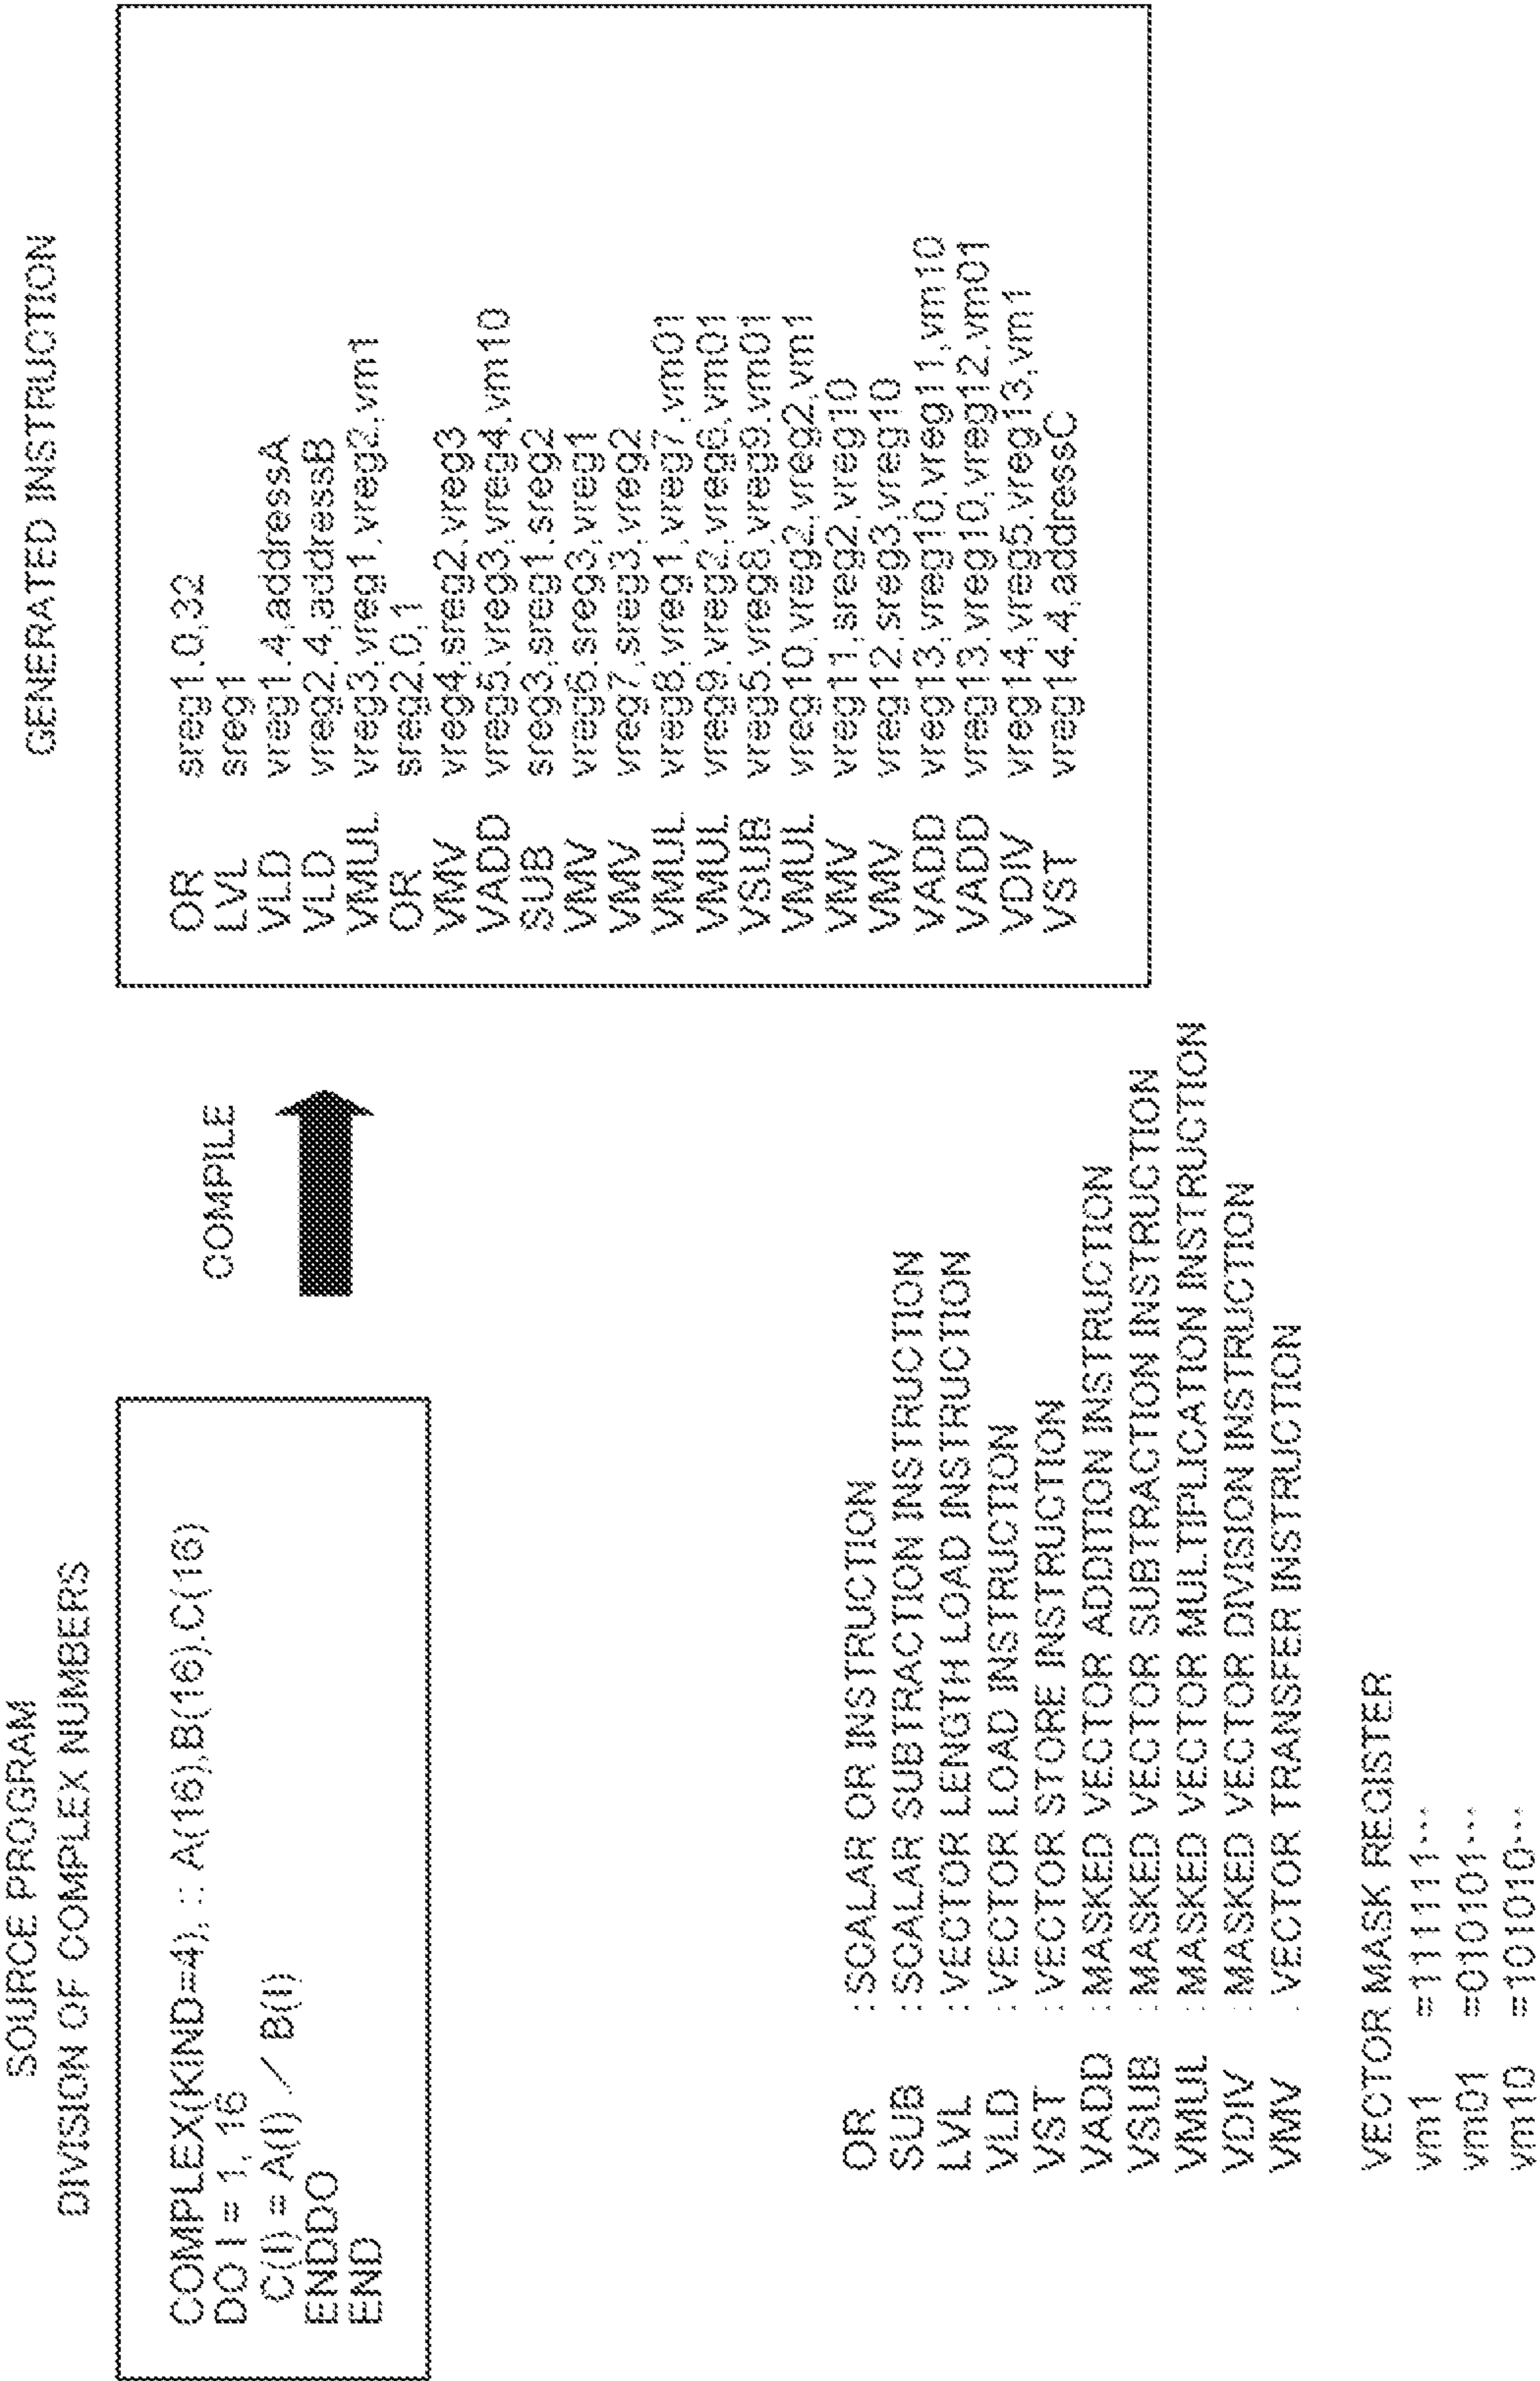 SOURCE PROGRAM
DIVISION OF COMPLEX NUMBERS
COMPLEX(KIND=4), :: A(16),B(16),C(16)
DO I = 1, 16
C(I) = A(I) / B(I)
ENDDO
END
COMPILE
GENERATED INSTRUCTION
OR sreg1,0,32
LVL sreg1
VLD vreg1,4,addressA
VLD vreg2,4,addressB
VMUL vreg3,vreg1,vreg2,vm1
OR sreg2,0,1
VMV vreg4,sreg2,vreg3
VADD vreg5,vreg3,vreg4,vm10
SUB sreg3,sreg1,sreg2
VMV vreg6,sreg3,vreg1
VMV vreg7,sreg3,vreg2
VMUL vreg8,vreg1,vreg7,vm01
VMUL vreg9,vreg2,vreg6,vm01
VSUB vreg5,vreg8,vreg9,vm01
VMUL vreg10,vreg2,vreg2,vm1
VMV vreg11,sreg2,vreg10
VMV vreg12,sreg3,vreg10
VADD vreg13,vreg10,vreg11,vm10
VADD vreg13,vreg10,vreg12,vm01
VDIV vreg14,vreg5,vreg13,vm1
VST vreg14,4,addressC
OR : SCALAR OR INSTRUCTION
SUB : SCALAR SUBTRACTION INSTRUCTION
LVL : VECTOR LENGTH LOAD INSTRUCTION
VLD : VECTOR LOAD INSTRUCTION
VST : VECTOR STORE INSTRUCTION
VADD : MASKED VECTOR ADDITION INSTRUCTION
VSUB : MASKED VECTOR SUBTRACTION INSTRUCTION
VMUL : MASKED VECTOR MULTIPLICATION INSTRUCTION
VDIV : MASKED VECTOR DIVISION INSTRUCTION
VMV : VECTOR TRANSFER INSTRUCTION
VECTOR MASK REGISTER
vm1 =111111···
vm01 =010101···
vm10 =101010···